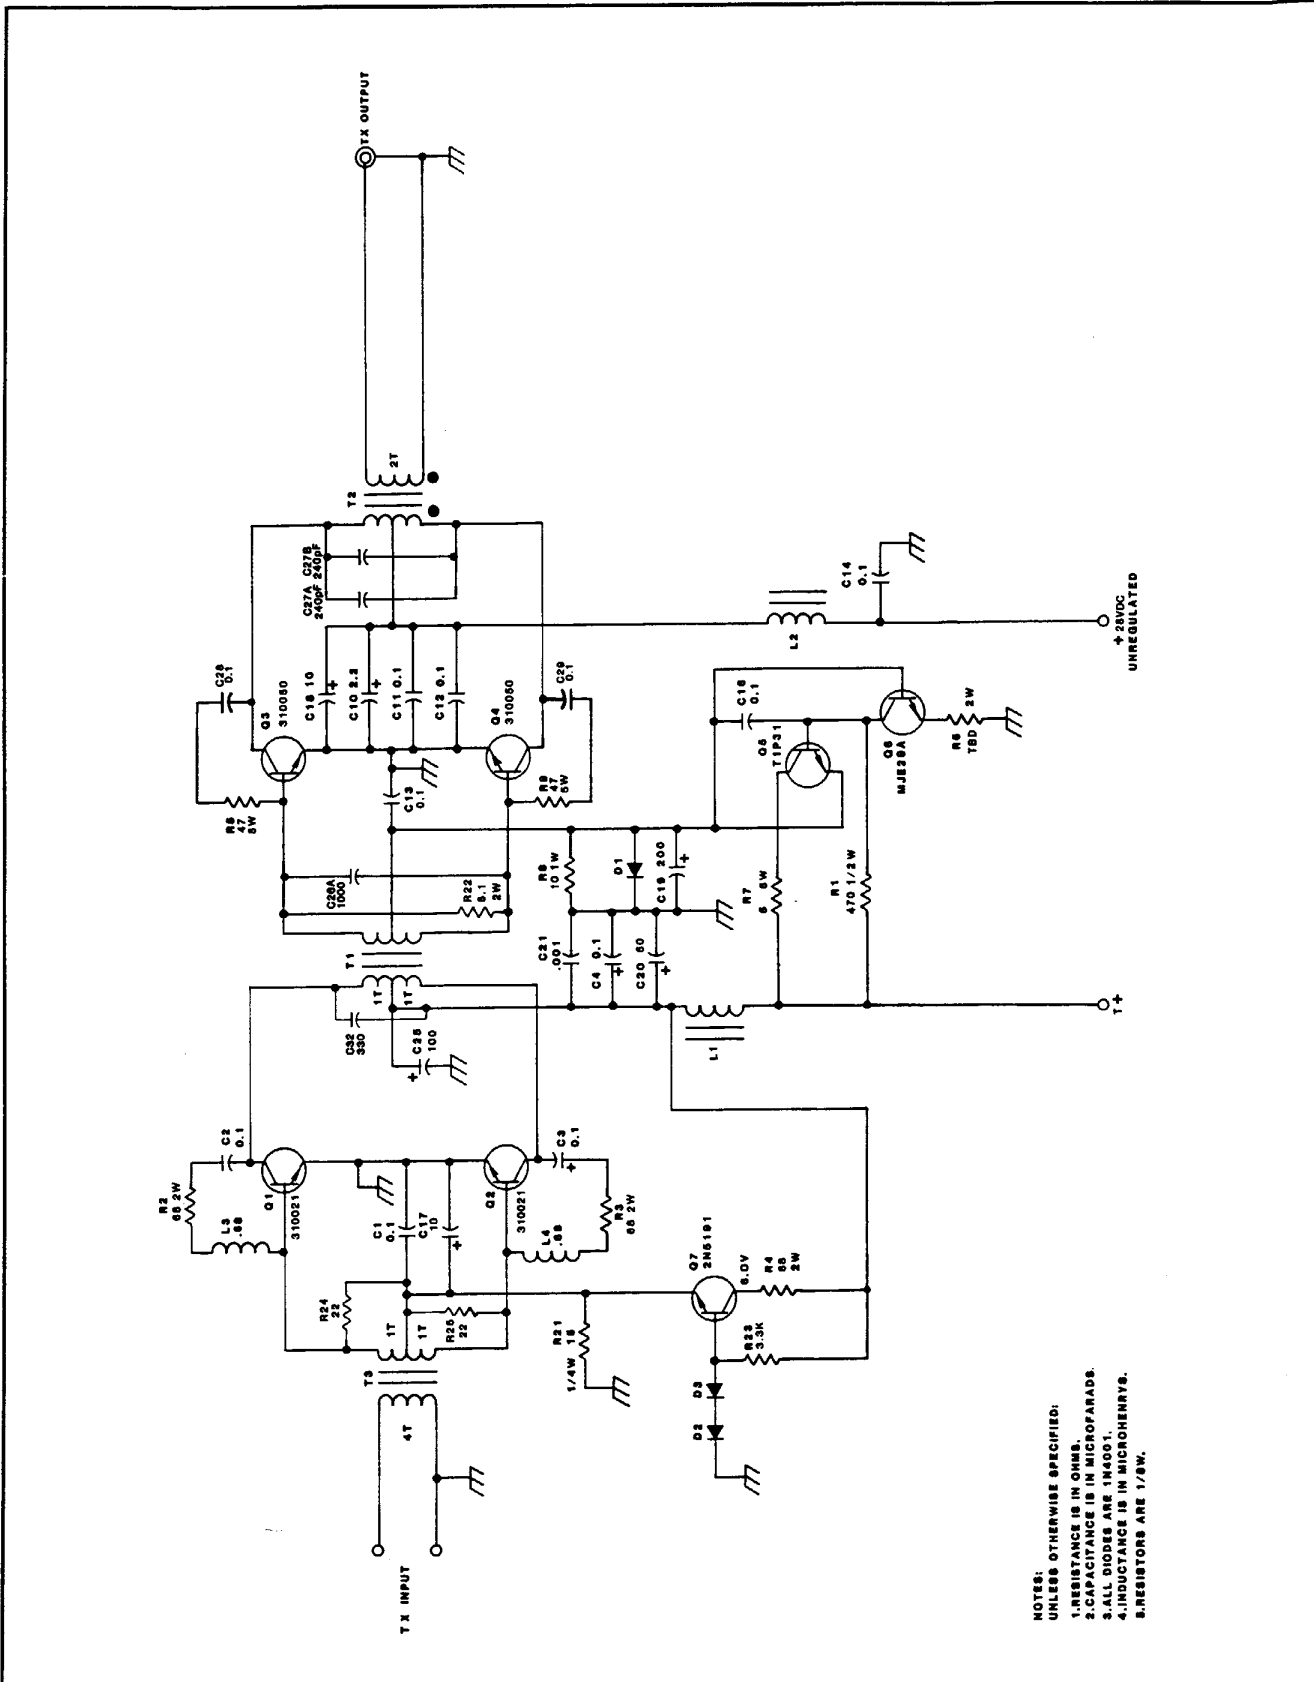 TX INPUT
4T
T3
1T
1T
R24
22
R25
22
L3
.68
R2
68 2W
C2
0.1
Q1
310021
C1
0.1
C17
10
Q2
310021
L4
.68
R3
68 2W
C3
0.1
R21
1/4W 18
Q7
2N5191
6.0V
R4
68
2W
R23
3.3K
D3
D2
C32
330
C25
100
T1
1T
1T
C26A
1000
R22
5.1
2W
R5
47
5W
C28
0.1
Q3
310050
C18 10
C10 2.2
C11 0.1
C12 0.1
Q4
310050
C13
0.1
R9
47
5W
C29
0.1
C27A
240pF
C27B
240pF
T2
2T
TX OUTPUT
C21
.001
C4 0.1
C20 50
R8
10 1W
D1
C19 200
L1
R7
5 5W
R1
470 1/2W
T+
Q5
TIP31
C16
0.1
Q6
MJE29A
R6 2W
TBD
L2
C14
0.1
+28VDC
UNREGULATED
NOTES:
UNLESS OTHERWISE SPECIFIED:
1.RESISTANCE IS IN OHMS.
2.CAPACITANCE IS IN MICROFARADS.
3.ALL DIODES ARE 1N4001.
4.INDUCTANCE IS IN MICROHENRYS.
5.RESISTORS ARE 1/8W.